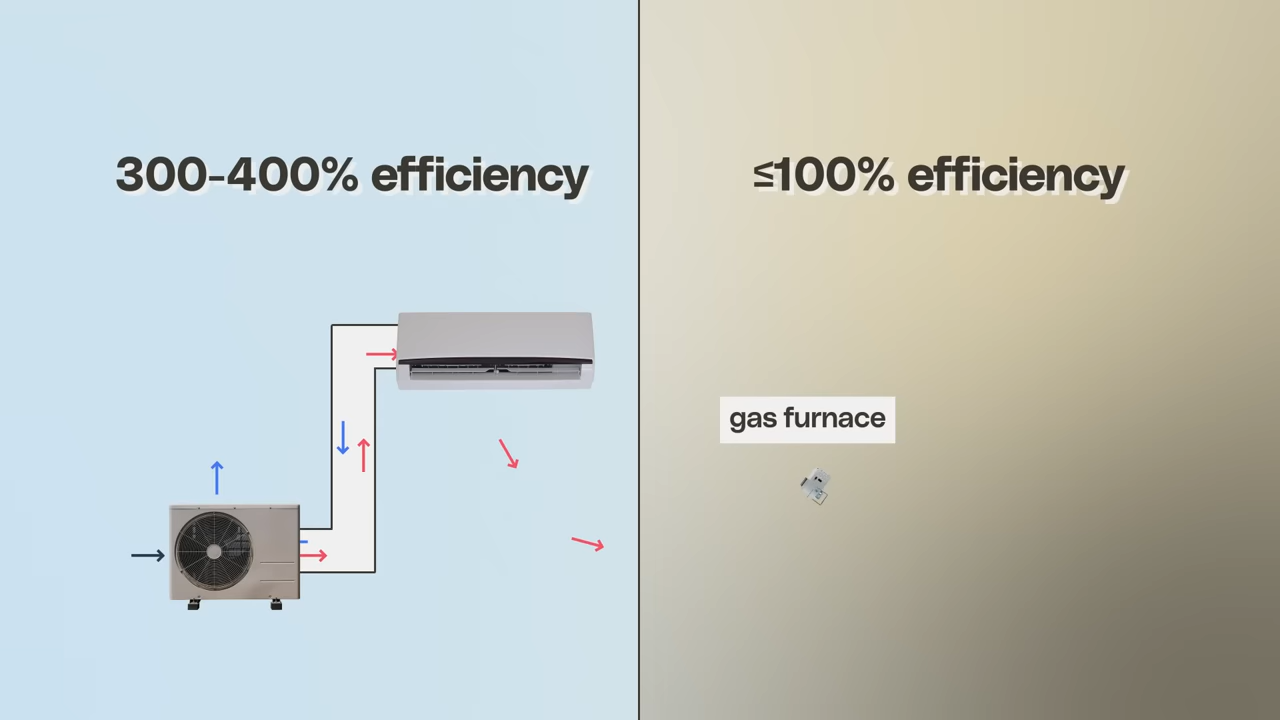 300-400% efficiency
≤100% efficiency
gas furnace